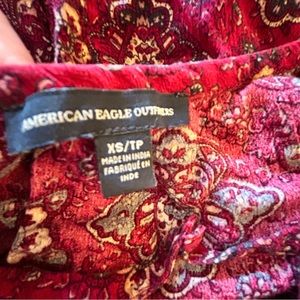 AMERICAN EAGLE OUTFITTERS
XS/TP
MADE IN INDIA
FABRIQUÉ EN
INDE